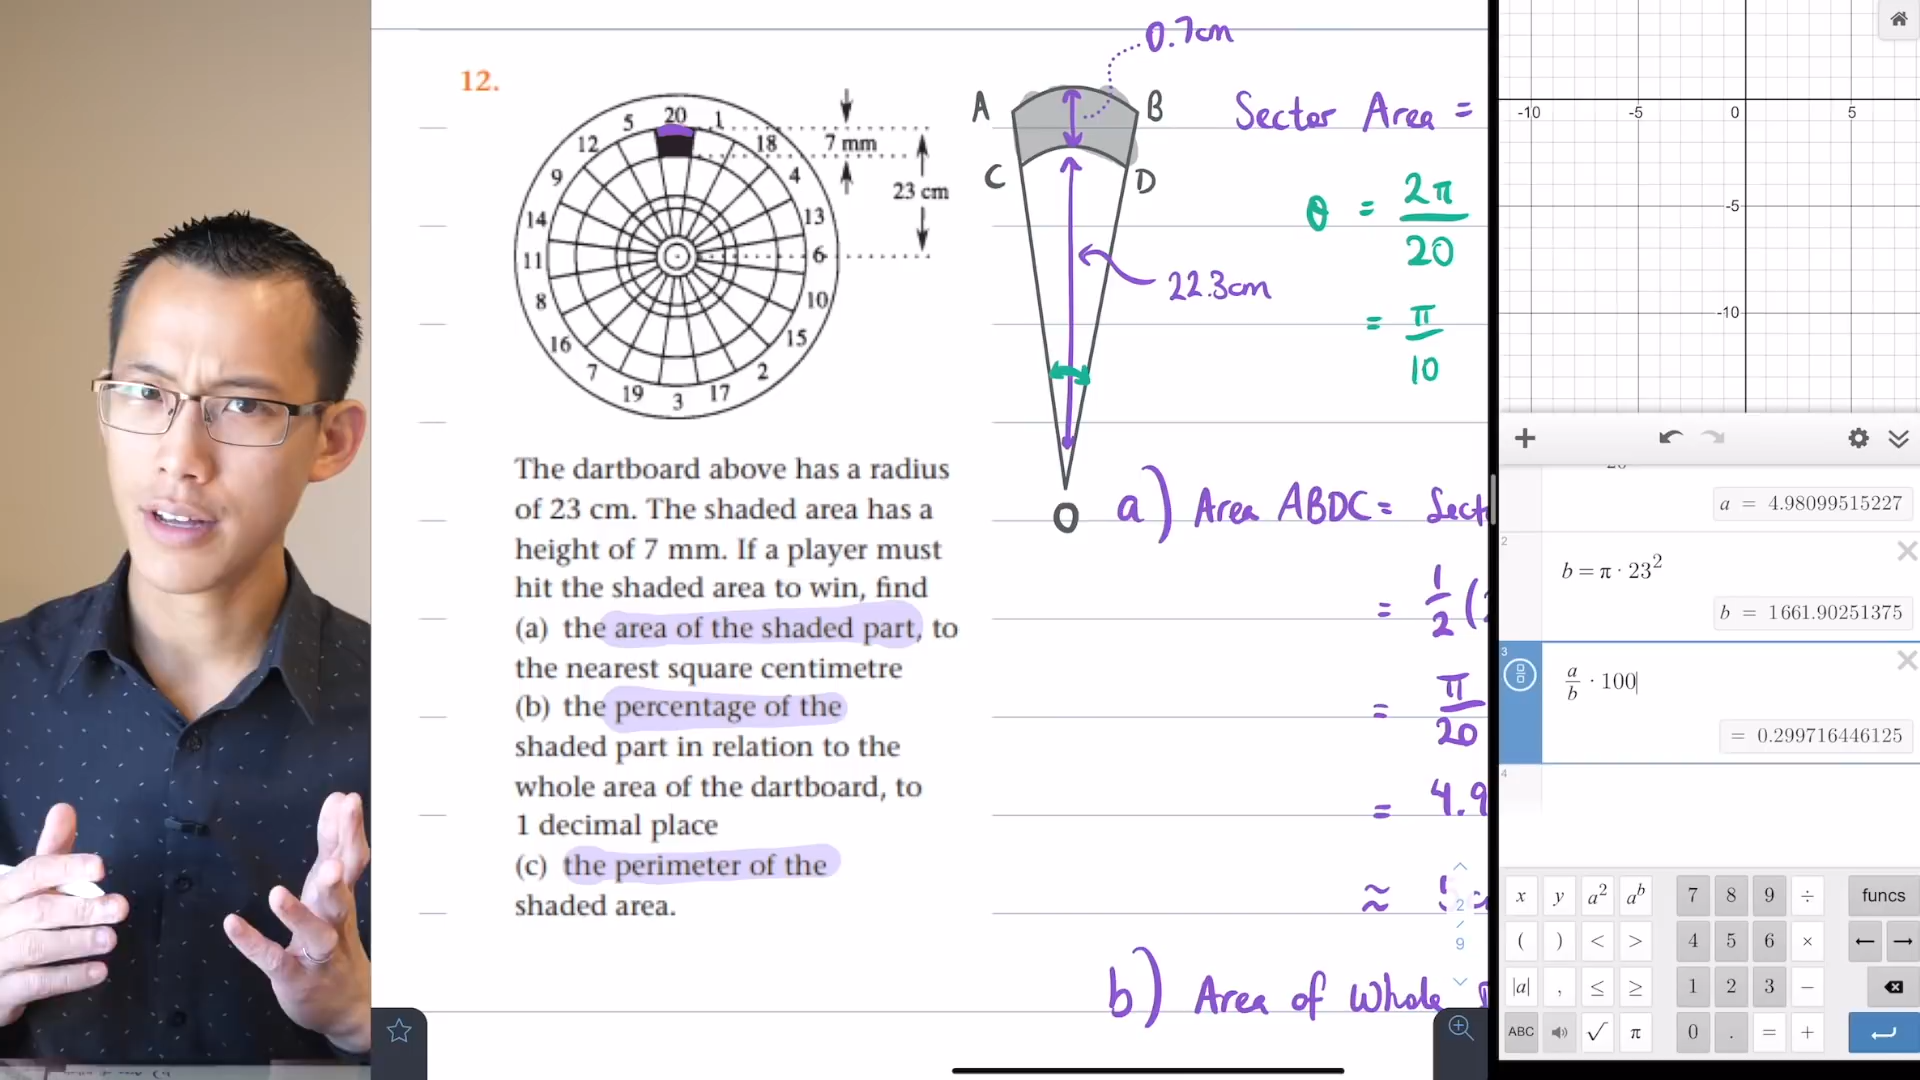 12.
20
1
18
4
13
6
10
15
2
17
3
19
7
16
8
11
14
9
12
5
7 mm
23 cm
The dartboard above has a radius
of 23 cm. The shaded area has a
height of 7 mm. If a player must
hit the shaded area to win, find
(a) the area of the shaded part, to
the nearest square centimetre
(b) the percentage of the
shaded part in relation to the
whole area of the dartboard, to
1 decimal place
(c) the perimeter of the
shaded area.
0.7cm
A
B
C
D
22.3cm
O
Sector Area =
θ = 2π/20
= π/10
a) Area ABDC = Sect
= 1/2 (
= π/20
= 4.9
≈
b) Area of Whole
2
/
9
-10
-5
0
5
-5
-10
a = 4.98099515227
2
b = π · 23²
b = 1661.90251375
3
a/b · 100
= 0.299716446125
4
x y a² aᵇ 7 8 9 ÷ funcs
( ) < > 4 5 6 × ← →
|a| , ≤ ≥ 1 2 3 −
ABC √ π 0 . = +